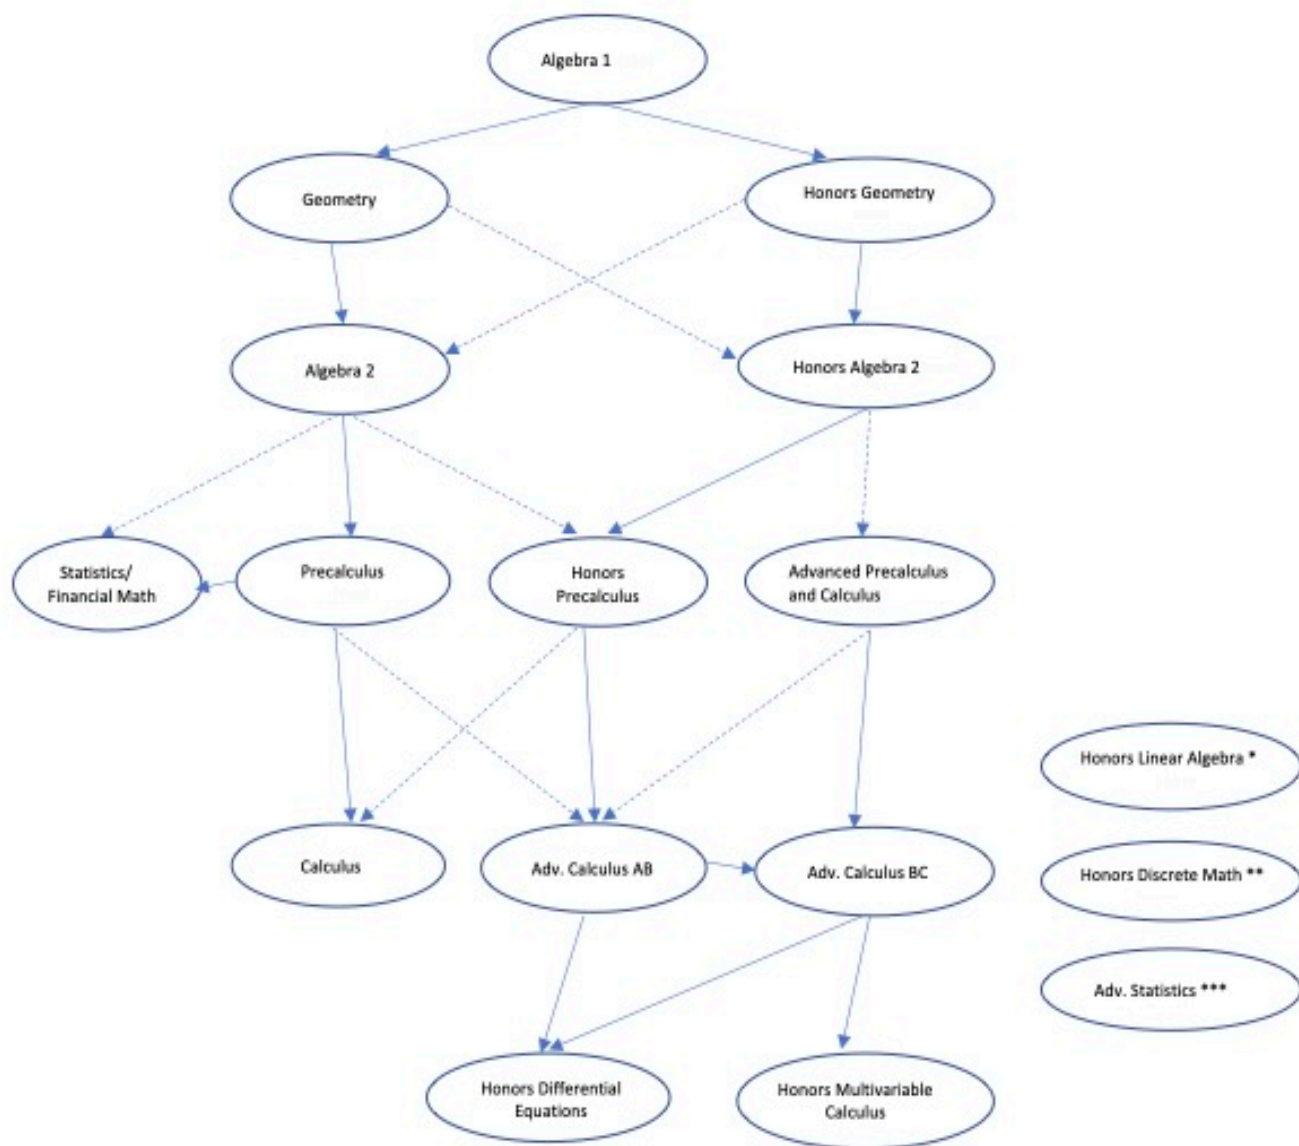 Algebra 1
Geometry
Honors Geometry
Algebra 2
Honors Algebra 2
Statistics/
Financial Math
Precalculus
Honors
Precalculus
Advanced Precalculus
and Calculus
Honors Linear Algebra *
Calculus
Adv. Calculus AB
Adv. Calculus BC
Honors Discrete Math **
Adv. Statistics ***
Honors Differential
Equations
Honors Multivariable
Calculus